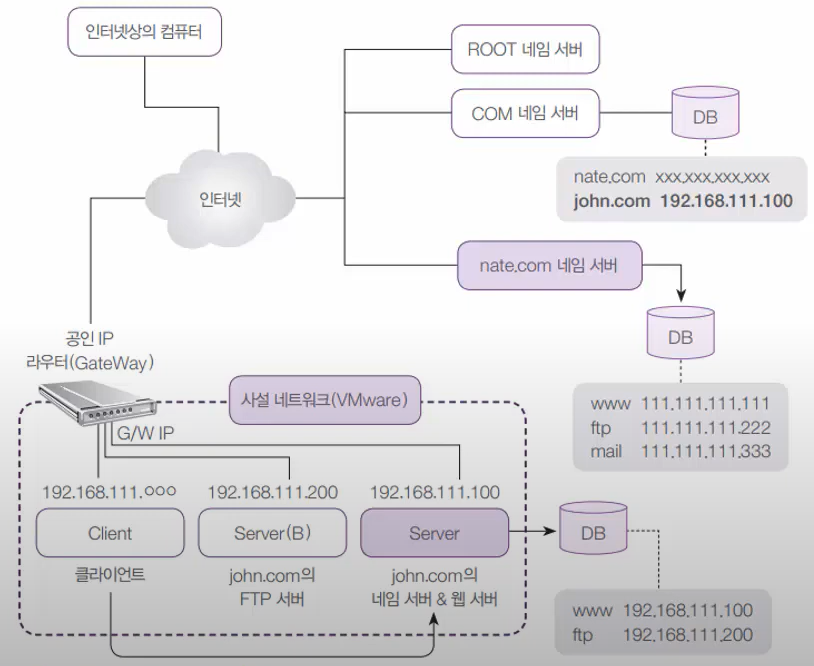 인터넷상의 컴퓨터
ROOT 네임 서버
COM 네임 서버
DB
nate.com xxx.xxx.xxx.xxx
john.com 192.168.111.100
인터넷
nate.com 네임 서버
DB
공인 IP
라우터(GateWay)
사설 네트워크(VMware)
www 111.111.111.111
ftp 111.111.111.222
mail 111.111.111.333
G/W IP
192.168.111.○○○
192.168.111.200
192.168.111.100
Client
Server(B)
Server
DB
클라이언트
john.com의
FTP 서버
john.com의
네임 서버 & 웹 서버
www 192.168.111.100
ftp 192.168.111.200